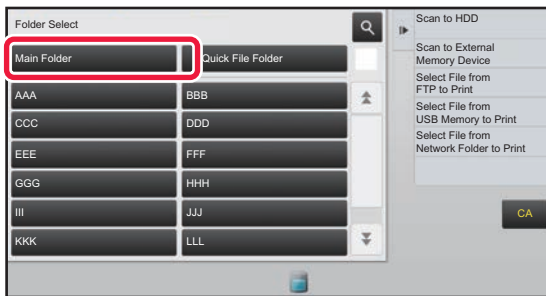 Folder Select
Main Folder
Quick File Folder
AAA
BBB
CCC
DDD
EEE
FFF
GGG
HHH
III
JJJ
KKK
LLL
Scan to HDD
Scan to External
Memory Device
Select File from
FTP to Print
Select File from
USB Memory to Print
Select File from
Network Folder to Print
CA